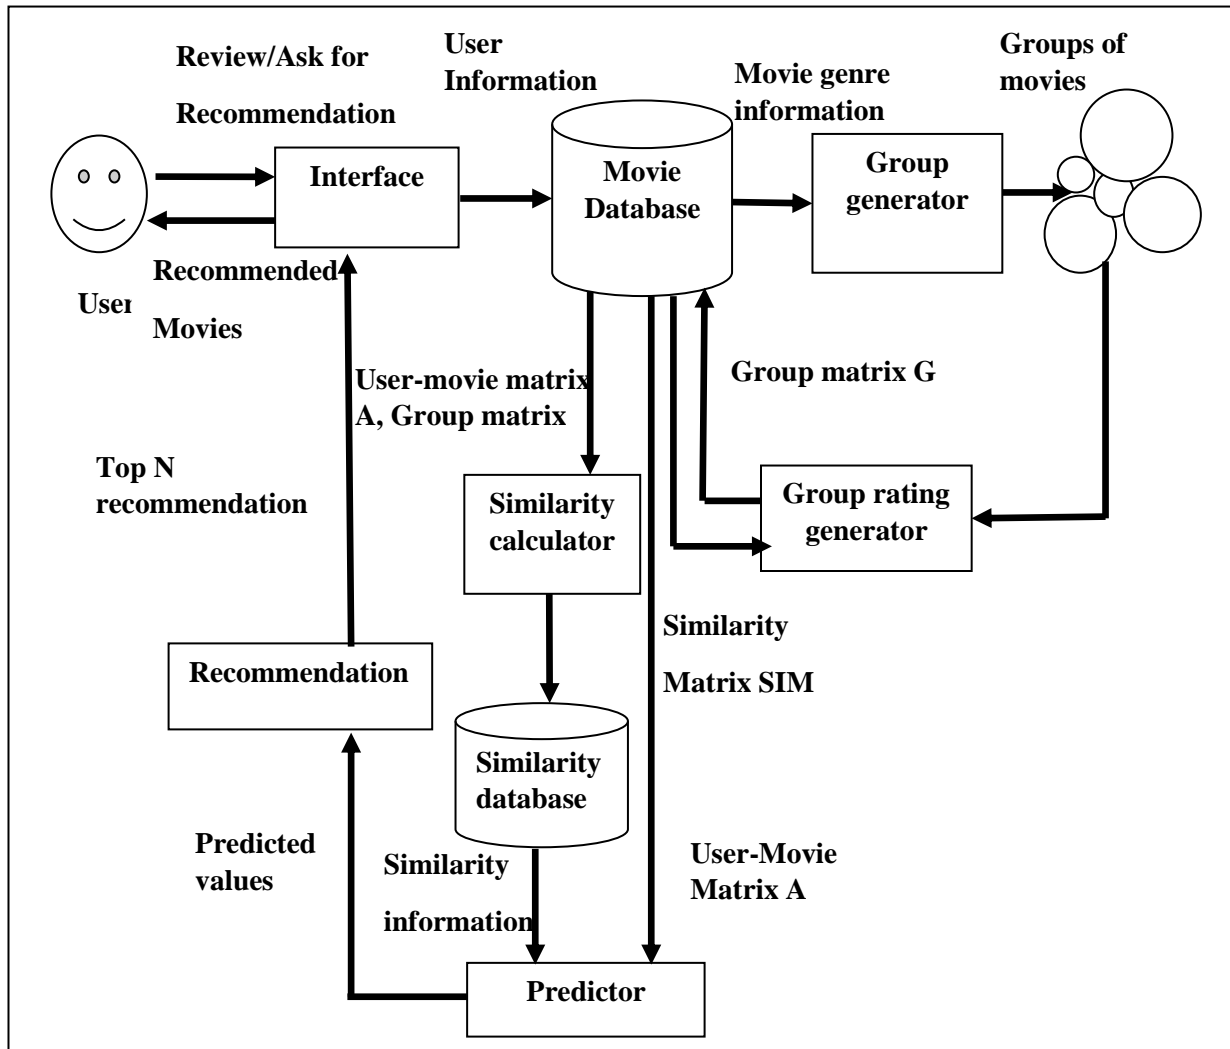 Review/Ask for
Recommendation
User
Information
Movie genre
information
Groups of
movies
Interface
Movie
Database
Group
generator
User
Recommended
Movies
User-movie matrix
A, Group matrix
Group matrix G
Top N
recommendation
Similarity
calculator
Group rating
generator
Similarity
Matrix SIM
Recommendation
Similarity
database
Predicted
values
Similarity
information
User-Movie
Matrix A
Predictor